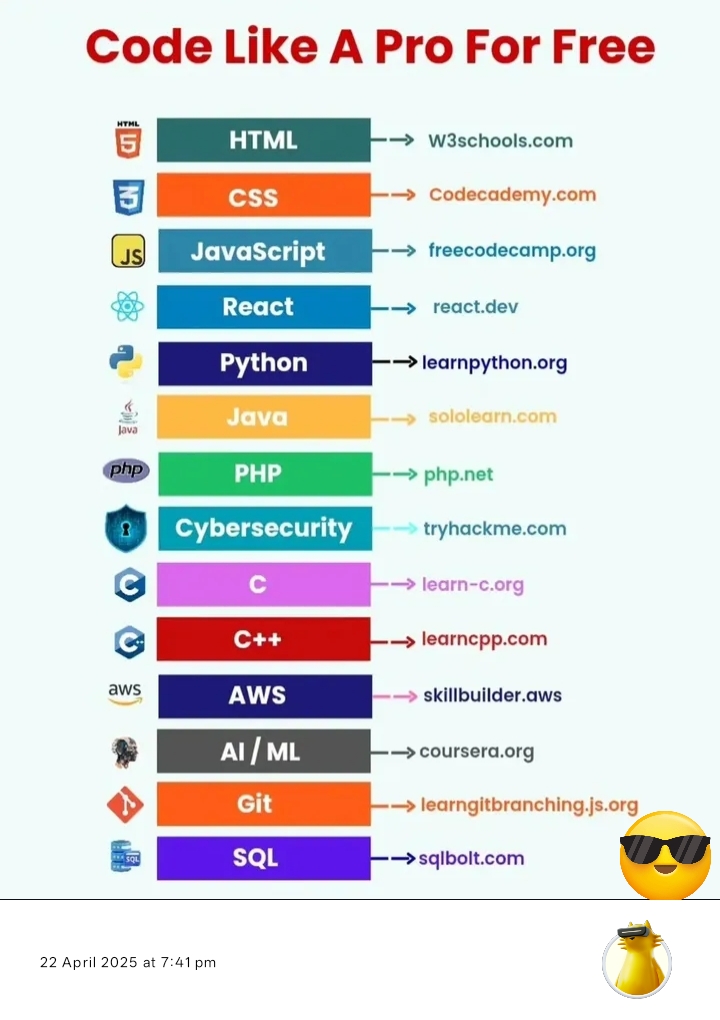 Code Like A Pro For Free
HTML
5
HTML
W3schools.com
3
CSS
Codecademy.com
JS
JavaScript
freecodecamp.org
React
react.dev
Python
learnpython.org
Java
Java
sololearn.com
php
PHP
php.net
Cybersecurity
tryhackme.com
C
C
learn-c.org
C++
C++
learncpp.com
aws
AWS
skillbuilder.aws
AI / ML
coursera.org
Git
learngitbranching.js.org
SQL
SQL
sqlbolt.com
22 April 2025 at 7:41 pm